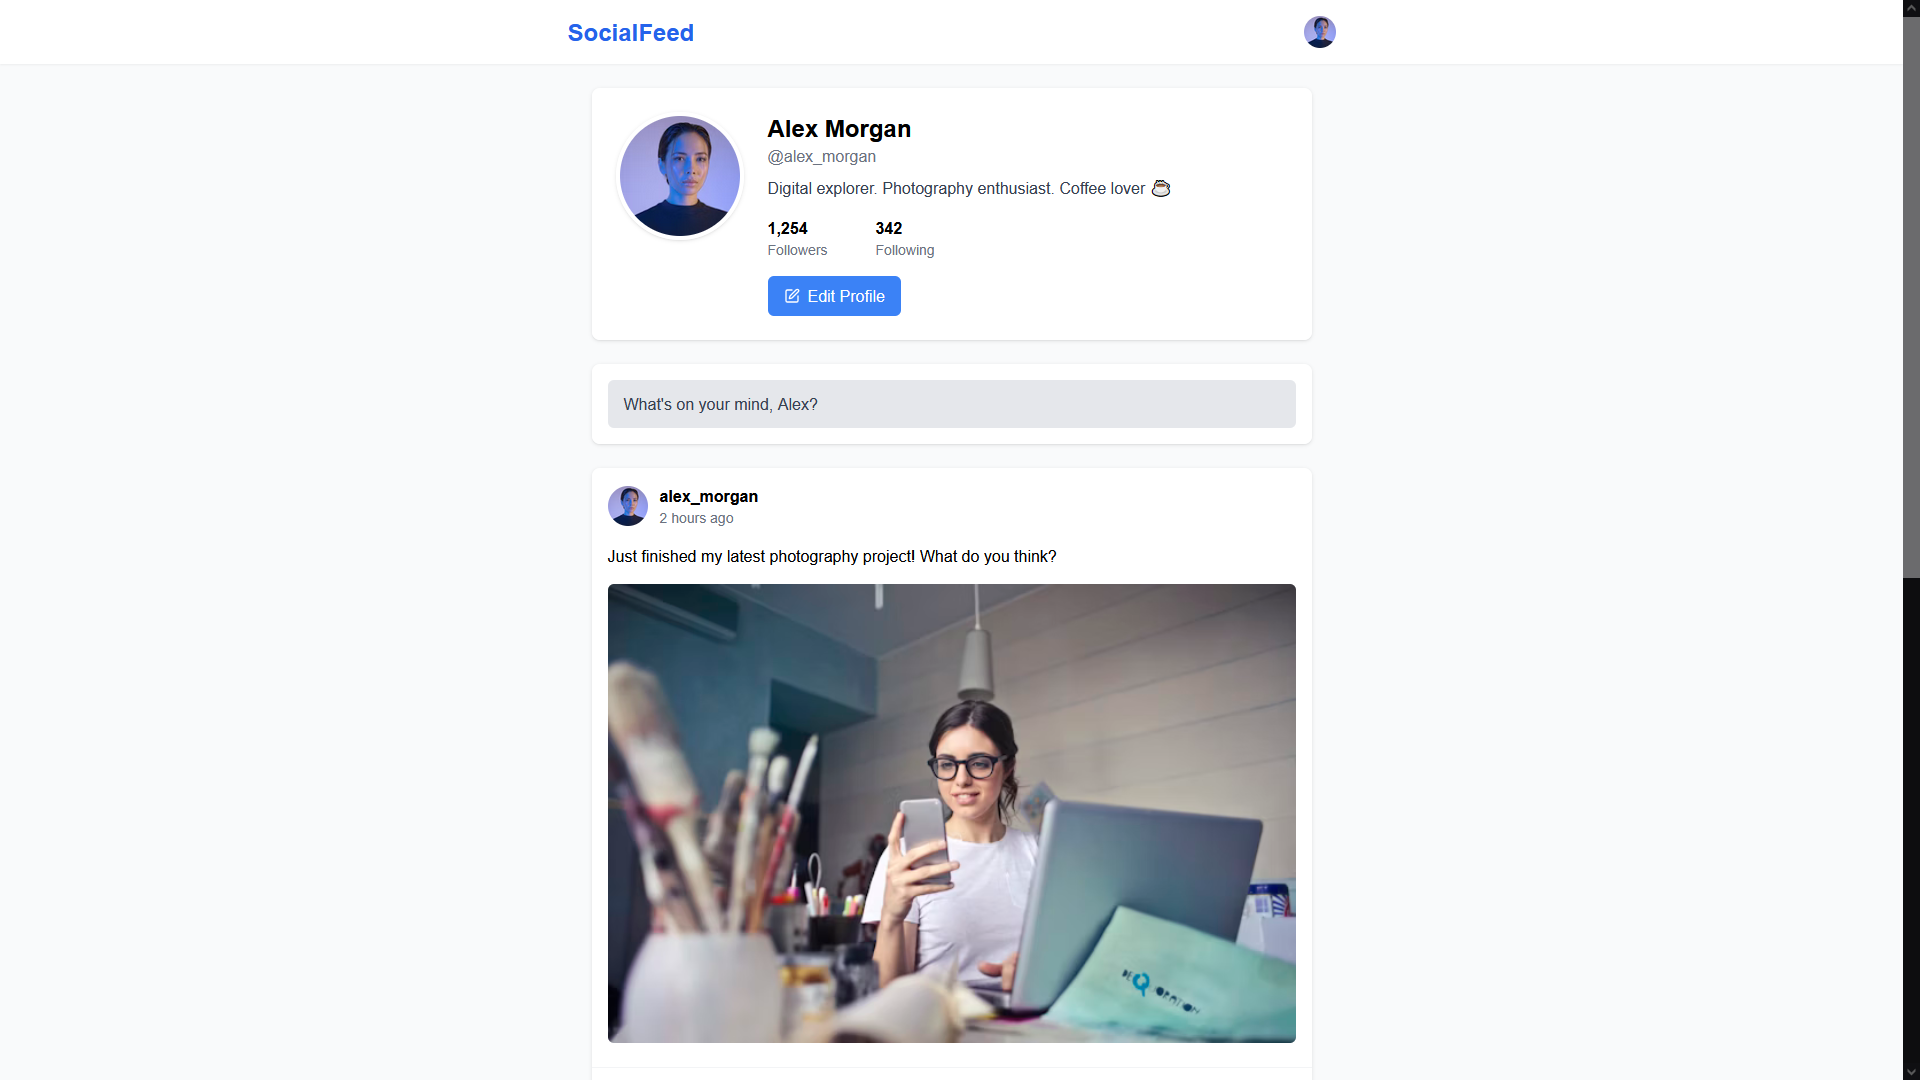 SocialFeed
Alex Morgan
@alex_morgan
Digital explorer. Photography enthusiast. Coffee lover ☕
1,254
Followers
342
Following
Edit Profile
What's on your mind, Alex?
alex_morgan
2 hours ago
Just finished my latest photography project! What do you think?